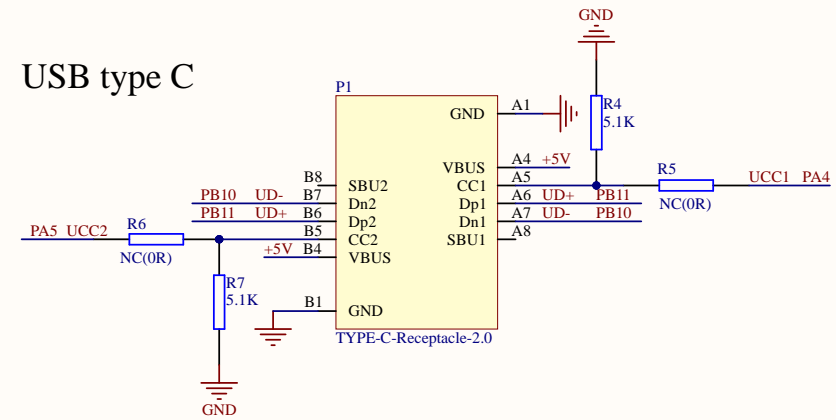 GND
USB type C
P1
GND A1
R4
5.1K
VBUS A4 +5V
R5
B8 SBU2
CC1 A5
UCC1 PA4
PB10 UD- B7 Dn2
Dp1 A6 UD+ PB11
NC(0R)
PB11 UD+ B6 Dp2
Dn1 A7 UD- PB10
R6
PA5 UCC2
B5 CC2
SBU1 A8
NC(0R)
+5V B4 VBUS
R7
5.1K
B1 GND
TYPE-C-Receptacle-2.0
GND